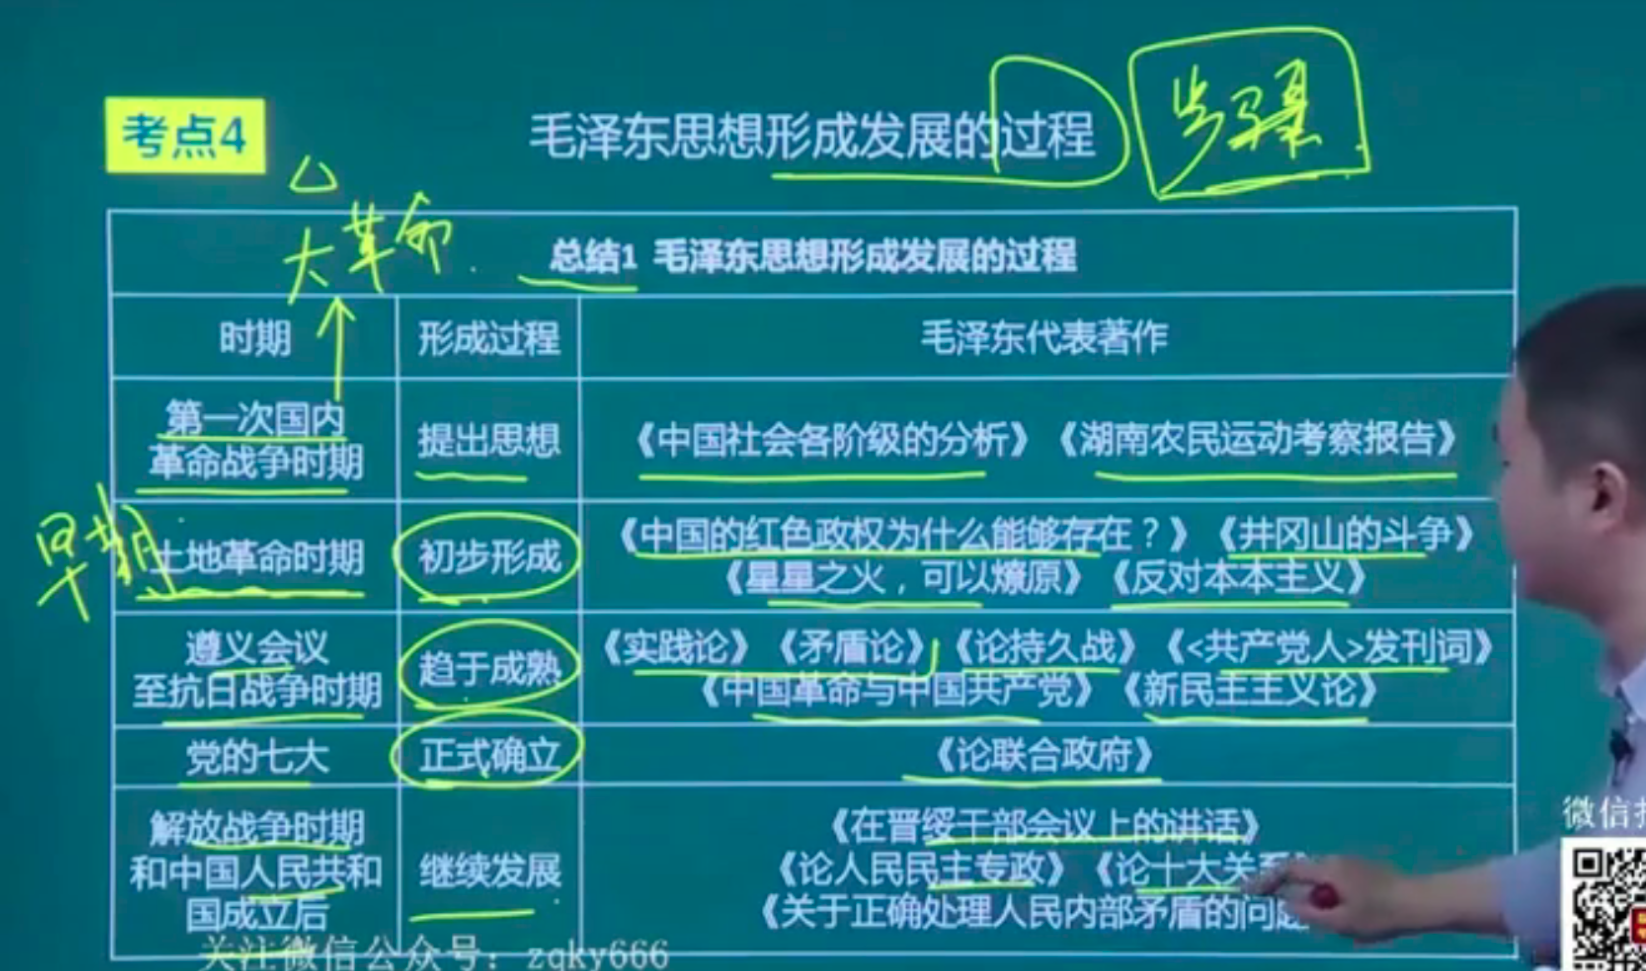 考点4
毛泽东思想形成发展的过程
步骤
大革命
总结1 毛泽东思想形成发展的过程
时期
形成过程
毛泽东代表著作
第一次国内
革命战争时期
提出思想
《中国社会各阶级的分析》《湖南农民运动考察报告》
早期
土地革命时期
初步形成
《中国的红色政权为什么能够存在？》《井冈山的斗争》
《星星之火，可以燎原》《反对本本主义》
遵义会议
至抗日战争时期
趋于成熟
《实践论》《矛盾论》《论持久战》《<共产党人>发刊词》
《中国革命与中国共产党》《新民主主义论》
党的七大
正式确立
《论联合政府》
解放战争时期
和中国人民共和
国成立后
继续发展
《在晋绥干部会议上的讲话》
《论人民民主专政》《论十大关系
《关于正确处理人民内部矛盾的问题
关注微信公众号：zqky666
微信扫